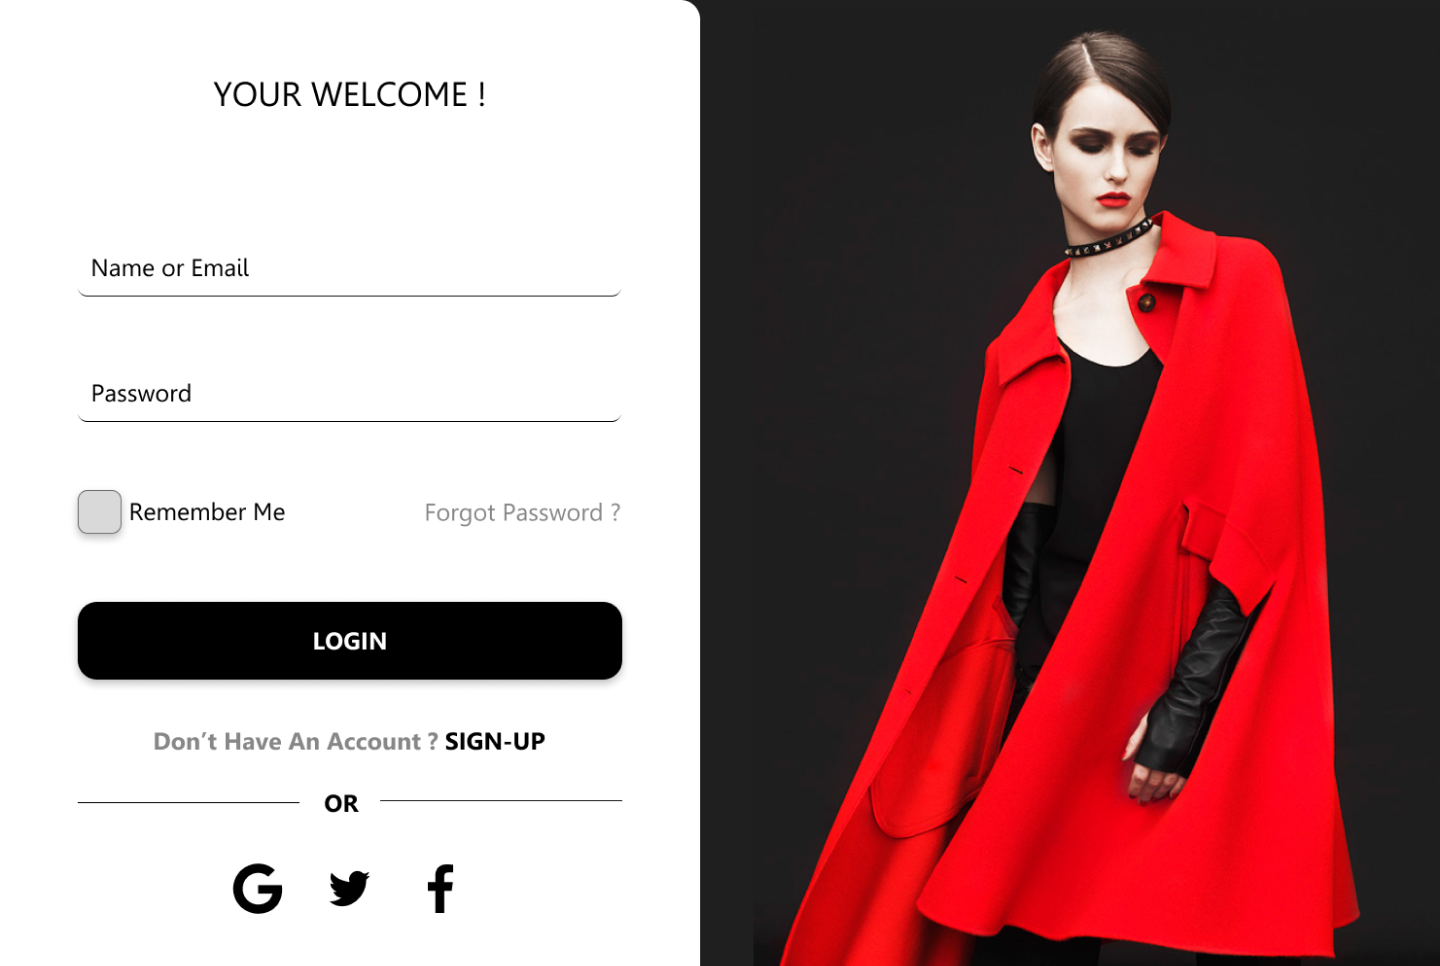 YOUR WELCOME !
Name or Email
Password
Remember Me
Forgot Password ?
LOGIN
Don’t Have An Account ? SIGN-UP
OR